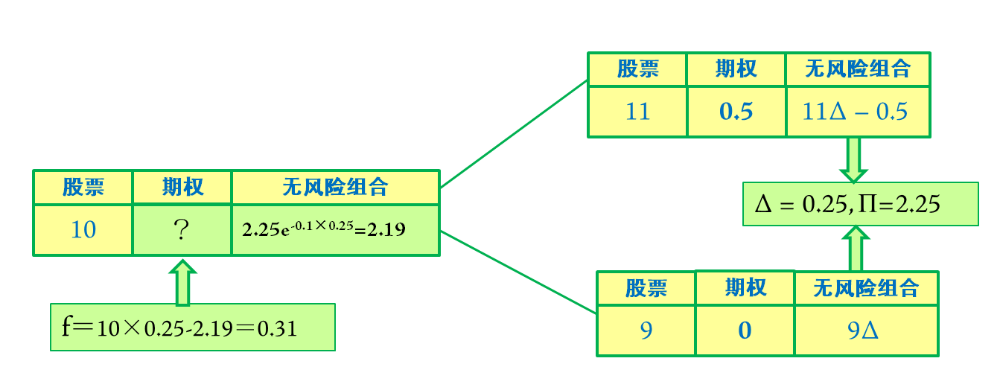 股票 期权 无风险组合
11 0.5 11Δ – 0.5
Δ = 0.25, Π=2.25
股票 期权 无风险组合
10 ? 2.25e-0.1×0.25=2.19
f=10×0.25-2.19=0.31
股票 期权 无风险组合
9 0 9Δ